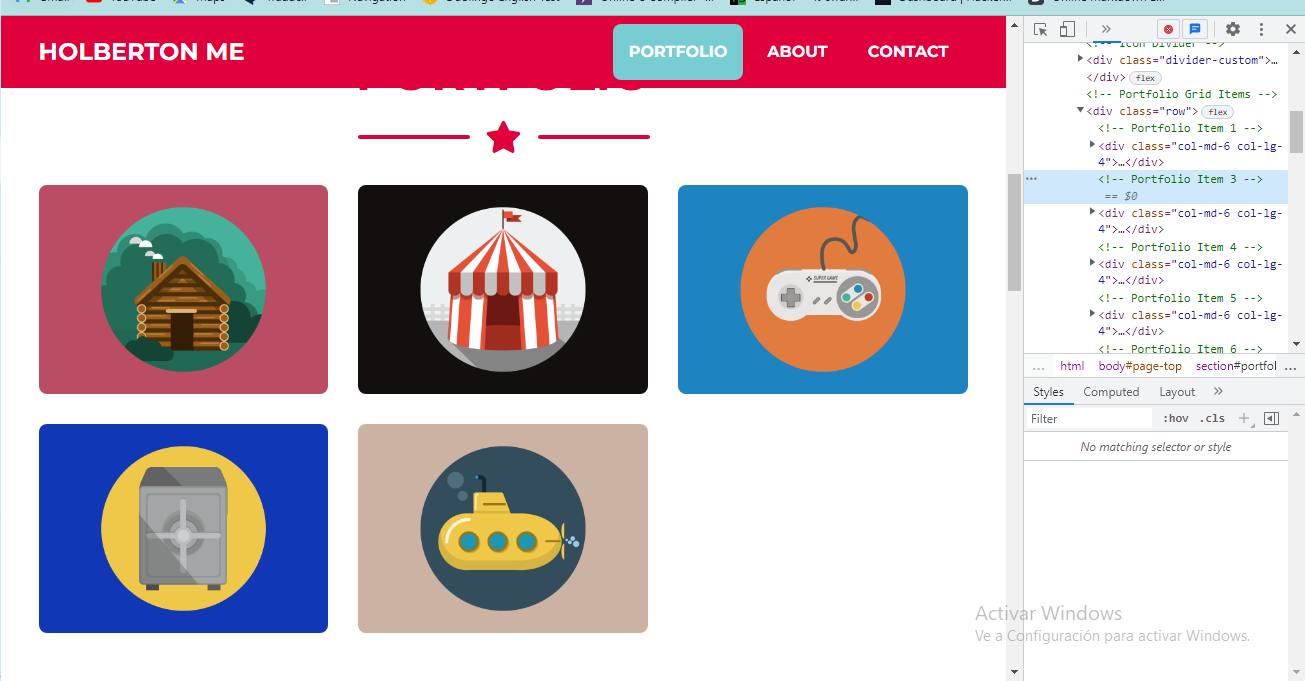 HOLBERTON ME
PORTFOLIO
ABOUT
CONTACT
PORTFOLIO
SUPER GAME
<!-- Icon Divider -->
<div class="divider-custom">…
</div> flex
<!-- Portfolio Grid Items -->
<div class="row"> flex
<!-- Portfolio Item 1 -->
<div class="col-md-6 col-lg-
4">…</div>
<!-- Portfolio Item 3 -->
== $0
<div class="col-md-6 col-lg-
4">…</div>
<!-- Portfolio Item 4 -->
<div class="col-md-6 col-lg-
4">…</div>
<!-- Portfolio Item 5 -->
<div class="col-md-6 col-lg-
4">…</div>
<!-- Portfolio Item 6 -->
... html body#page-top section#portfol ...
Styles Computed Layout »
Filter :hov .cls
No matching selector or style
Activar Windows
Ve a Configuración para activar Windows.